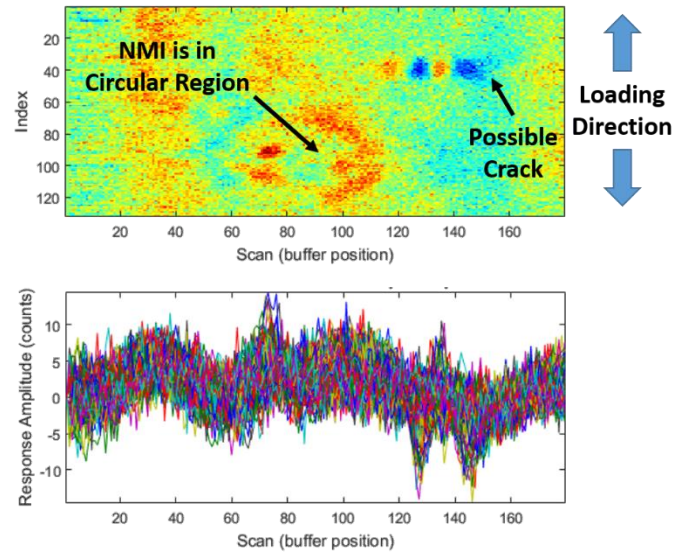 20
40
60
80
100
120
Index
NMI is in
Circular Region
Possible
Crack
Loading
Direction
20 40 60 80 100 120 140 160
Scan (buffer position)
10
5
0
-5
-10
Response Amplitude (counts)
20 40 60 80 100 120 140 160
Scan (buffer position)